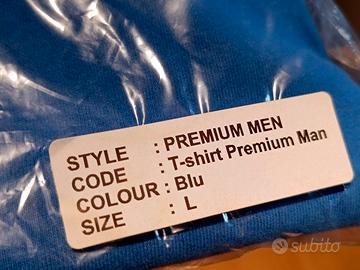 STYLE : PREMIUM MEN
CODE : T-shirt Premium Man
COLOUR : Blu
SIZE : L
subito